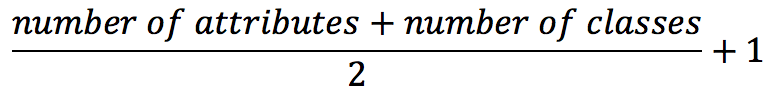 number of attributes + number of classes
2
+ 1